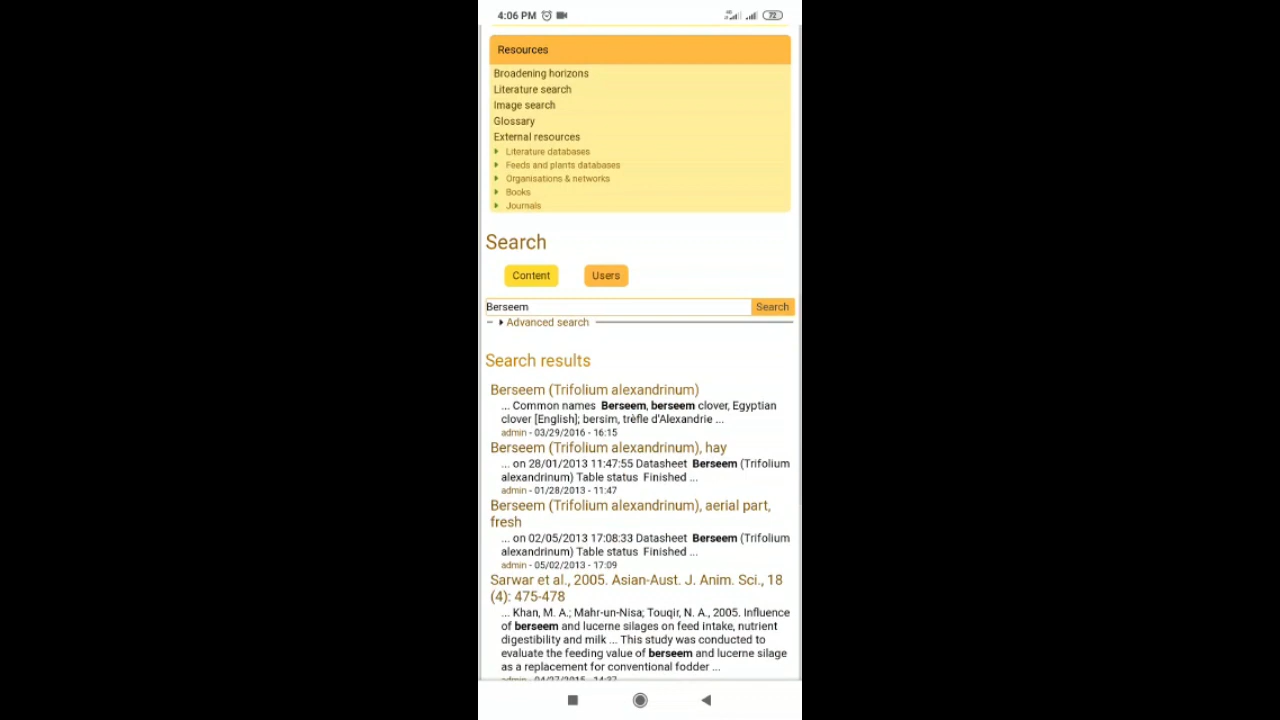 4:06 PM
4G
72
Resources
Broadening horizons
Literature search
Image search
Glossary
External resources
Literature databases
Feeds and plants databases
Organisations & networks
Books
Journals
Search
Content Users
Berseem Search
Advanced search
Search results
Berseem (Trifolium alexandrinum)
... Common names Berseem, berseem clover, Egyptian
clover [English]; bersim, trèfle d'Alexandrie ...
admin - 03/29/2016 - 16:15
Berseem (Trifolium alexandrinum), hay
... on 28/01/2013 11:47:55 Datasheet Berseem (Trifolium
alexandrinum) Table status Finished ...
admin - 01/28/2013 - 11:47
Berseem (Trifolium alexandrinum), aerial part,
fresh
... on 02/05/2013 17:08:33 Datasheet Berseem (Trifolium
alexandrinum) Table status Finished ...
admin - 05/02/2013 - 17:09
Sarwar et al., 2005. Asian-Aust. J. Anim. Sci., 18
(4): 475-478
... Khan, M. A.; Mahr-un-Nisa; Touqir, N. A., 2005. Influence
of berseem and lucerne silages on feed intake, nutrient
digestibility and milk ... This study was conducted to
evaluate the feeding value of berseem and lucerne silage
as a replacement for conventional fodder ...
admin - 04/27/2015 - 14:37